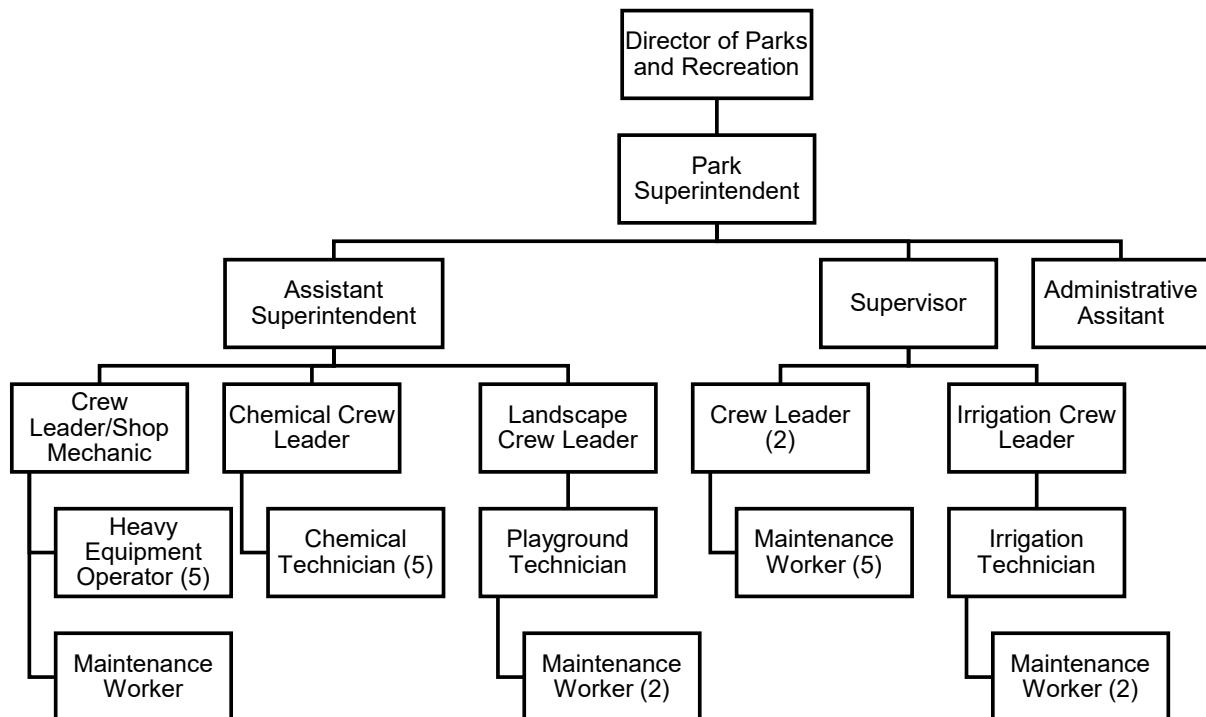 Director of Parks
and Recreation
Park
Superintendent
Assistant
Superintendent
Supervisor
Administrative
Assitant
Crew
Leader/Shop
Mechanic
Chemical Crew
Leader
Landscape
Crew Leader
Crew Leader
(2)
Irrigation Crew
Leader
Heavy
Equipment
Operator (5)
Chemical
Technician (5)
Playground
Technician
Maintenance
Worker (5)
Irrigation
Technician
Maintenance
Worker
Maintenance
Worker (2)
Maintenance
Worker (2)